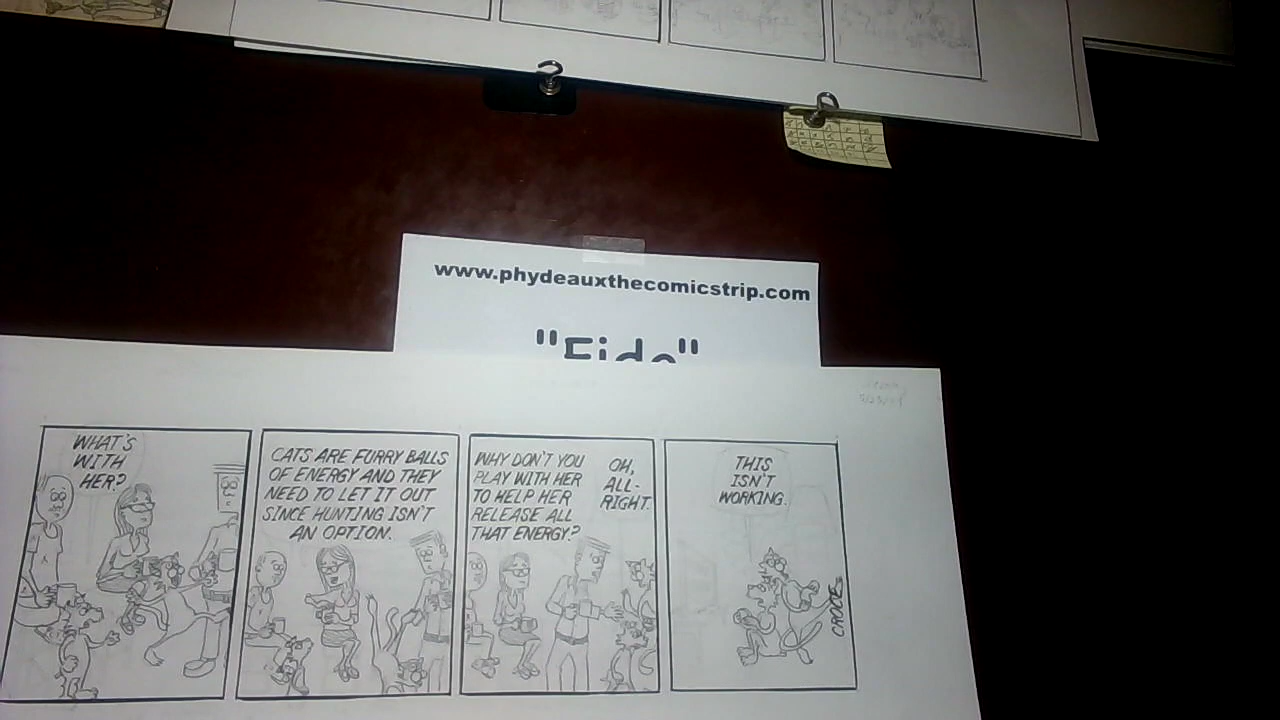 www.phydeauxthecomicstrip.com
"Fido"
WHAT'S
WITH
HER?
CATS ARE FURRY BALLS
OF ENERGY AND THEY
NEED TO LET IT OUT
SINCE HUNTING ISN'T
AN OPTION.
WHY DON'T YOU
PLAY WITH HER
TO HELP HER
RELEASE ALL
THAT ENERGY?
OH,
ALL-
RIGHT.
THIS
ISN'T
WORKING.
CROCE